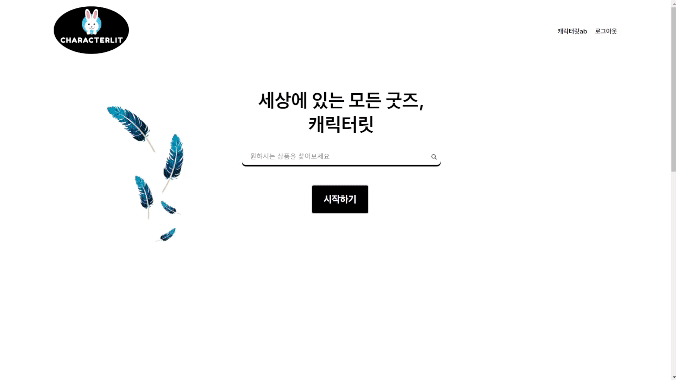 CHARACTERLIT
캐릭터릿ab 로그아웃
세상에 있는 모든 굿즈,
캐릭터릿
원하시는 상품을 찾아보세요
시작하기